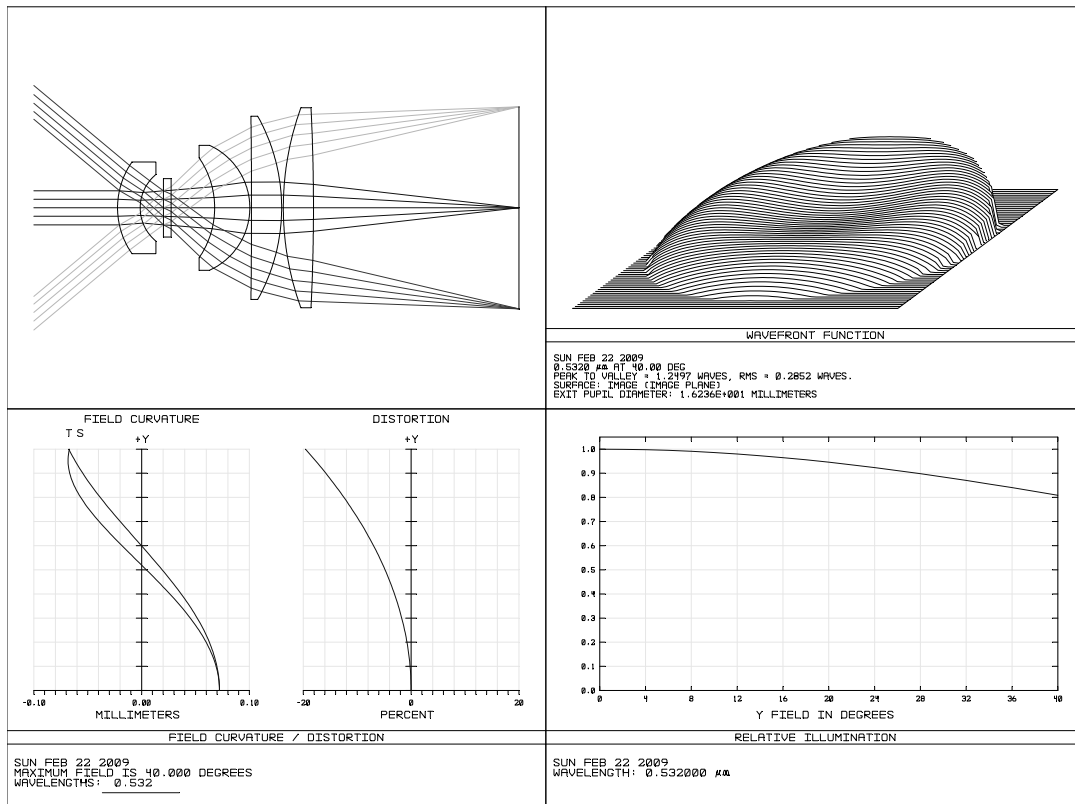 WAVEFRONT FUNCTION
SUN FEB 22 2009
0.5320 µm AT 40.00 DEG
PEAK TO VALLEY = 1.2497 WAVES, RMS = 0.2852 WAVES.
SURFACE: IMAGE (IMAGE PLANE)
EXIT PUPIL DIAMETER: 1.6236E+001 MILLIMETERS
FIELD CURVATURE
T S
+Y
-0.10 0.00 0.10
MILLIMETERS
DISTORTION
+Y
-20 0 20
PERCENT
FIELD CURVATURE / DISTORTION
SUN FEB 22 2009
MAXIMUM FIELD IS 40.000 DEGREES
WAVELENGTHS: 0.532
1.0
0.9
0.8
0.7
0.6
0.5
0.4
0.3
0.2
0.1
0.0
0 4 8 12 16 20 24 28 32 36 40
Y FIELD IN DEGREES
RELATIVE ILLUMINATION
SUN FEB 22 2009
WAVELENGTH: 0.532000 µm